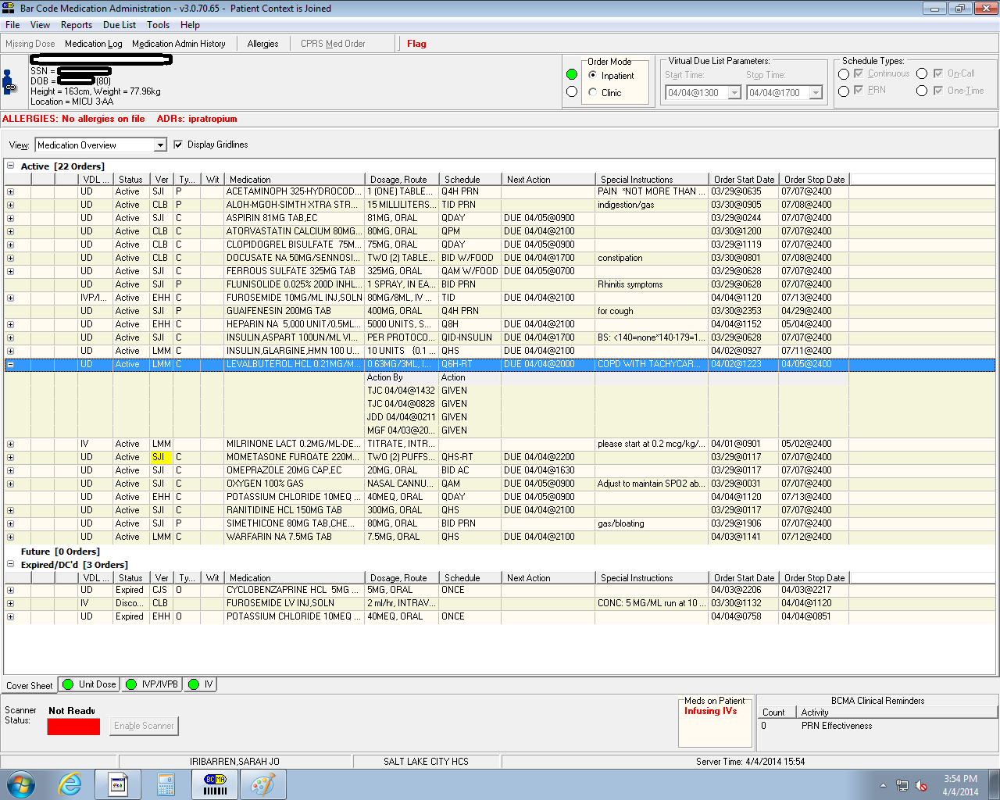 Bar Code Medication Administration - v3.0.70.65 - Patient Context is Joined
File View Reports Due List Tools Help
Missing Dose Medication Log Medication Admin History Allergies CPRS Med Order Flag
SSN =
DOB = (80)
Height = 163cm, Weight = 77.96kg
Location = MICU 3-AA
Order Mode
Inpatient
Clinic
Virtual Due List Parameters:
Start Time: Stop Time:
04/04@1300 04/04@1700
Schedule Types:
Continuous On-Call
PRN One-Time
ALLERGIES: No allergies on file ADRs: ipratropium
View: Medication Overview Display Gridlines
Active [22 Orders]
VDL ... Status Ver Ty... Wit Medication Dosage, Route Schedule Next Action Special Instructions Order Start Date Order Stop Date
UD Active SJI P ACETAMINOPH 325-HYDROCOD... 1 (ONE) TABLE... Q4H PRN PAIN *NOT MORE THAN ... 03/29@0635 07/07@2400
UD Active CLB P ALOH-MGOH-SIMTH XTRA STR... 15 MILLILITERS... TID PRN indigestion/gas 03/30@0905 07/08@2400
UD Active SJI C ASPIRIN 81MG TAB,EC 81MG, ORAL QDAY DUE 04/05@0900 03/29@0244 07/07@2400
UD Active CLB C ATORVASTATIN CALCIUM 80MG... 80MG, ORAL QPM DUE 04/04@2100 03/30@1200 07/07@2400
UD Active CLB C CLOPIDOGREL BISULFATE 75M... 75MG, ORAL QDAY DUE 04/05@0900 03/29@1119 07/07@2400
UD Active CLB C DOCUSATE NA 50MG/SENNOSI... TWO (2) TABLE... BID W/FOOD DUE 04/04@1700 constipation 03/30@0801 07/08@2400
UD Active SJI C FERROUS SULFATE 325MG TAB 325MG, ORAL QAM W/FOOD DUE 04/05@0700 03/29@0628 07/07@2400
UD Active SJI P FLUNISOLIDE 0.025% 200D INHL... 1 SPRAY, IN EA... BID PRN Rhinitis symptoms 03/29@0628 07/07@2400
IVP/I... Active EHH C FUROSEMIDE 10MG/ML INJ,SOLN 80MG/8ML, IV ... TID DUE 04/04@2100 04/04@1120 07/13@2400
UD Active SJI P GUAIFENESIN 200MG TAB 400MG, ORAL Q4H PRN for cough 03/30@2353 04/29@2400
UD Active EHH C HEPARIN NA 5,000 UNIT/0.5ML... 5000 UNITS, S... Q8H DUE 04/04@2100 04/04@1152 05/04@2400
UD Active SJI C INSULIN,ASPART 100UN/ML VI... PER PROTOCO... QID-INSULIN DUE 04/04@1700 BS: <140=none*140-179=1... 03/29@0628 07/07@2400
UD Active LMM C INSULIN,GLARGINE,HMN 100 U... 10 UNITS {0.1 ... QHS DUE 04/04@2100 04/02@0927 07/11@2400
UD Active LMM C LEVALBUTEROL HCL 0.21MG/M... 0.63MG/3ML, I... Q6H-RT DUE 04/04@2000 COPD WITH TACHYCAR... 04/02@1223 04/05@2400
Action By Action
TJC 04/04@1432 GIVEN
TJC 04/04@0828 GIVEN
JDD 04/04@0211 GIVEN
MGF 04/03@20... GIVEN
IV Active LMM MILRINONE LACT 0.2MG/ML-DE... TITRATE, INTR... please start at 0.2 mcg/kg/... 04/01@0901 05/02@2400
UD Active SJI C MOMETASONE FUROATE 220M... TWO (2) PUFFS... QHS-RT DUE 04/04@2200 03/29@0117 07/07@2400
UD Active SJI C OMEPRAZOLE 20MG CAP,EC 20MG, ORAL BID AC DUE 04/04@1630 03/29@0117 07/07@2400
UD Active SJI C OXYGEN 100% GAS NASAL CANNU... QAM DUE 04/05@0900 Adjust to maintain SPO2 ab... 03/29@0031 07/07@2400
UD Active EHH C POTASSIUM CHLORIDE 10MEQ ... 40MEQ, ORAL QDAY DUE 04/05@0900 04/04@1120 07/13@2400
UD Active SJI C RANITIDINE HCL 150MG TAB 300MG, ORAL QHS DUE 04/04@2100 03/29@0117 07/07@2400
UD Active SJI P SIMETHICONE 80MG TAB,CHE... 80MG, ORAL BID PRN gas/bloating 03/29@1906 07/07@2400
UD Active LMM C WARFARIN NA 7.5MG TAB 7.5MG, ORAL QHS DUE 04/04@2100 04/03@1141 07/12@2400
Future [0 Orders]
Expired/DC'd [3 Orders]
VDL ... Status Ver Ty... Wit Medication Dosage, Route Schedule Next Action Special Instructions Order Start Date Order Stop Date
UD Expired CJS O CYCLOBENZAPRINE HCL 5MG ... 5MG, ORAL ONCE 04/03@2206 04/03@2217
IV Disco... CLB FUROSEMIDE LV INJ,SOLN 2 ml/hr, INTRAV... CONC: 5 MG/ML run at 10 ... 03/30@1132 04/04@1120
UD Expired EHH O POTASSIUM CHLORIDE 10MEQ ... 40MEQ, ORAL ONCE 04/04@0758 04/04@0851
Cover Sheet Unit Dose IVP/IVPB IV
Scanner Status: Not Ready
Enable Scanner
Meds on Patient
Infusing IVs
BCMA Clinical Reminders
Count Activity
0 PRN Effectiveness
IRIBARREN,SARAH JO SALT LAKE CITY HCS Server Time: 4/4/2014 15:54
BCMA
3:54 PM
4/4/2014